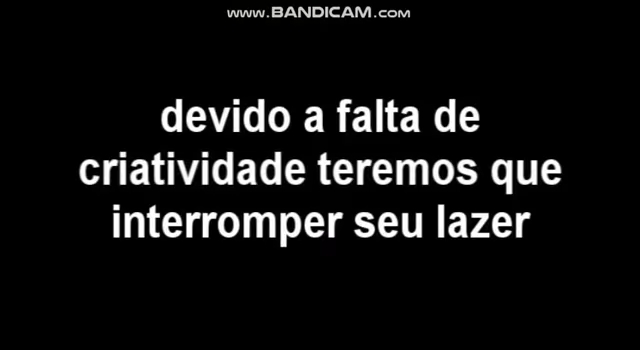 www.BANDICAM.com
devido a falta de
criatividade teremos que
interromper seu lazer